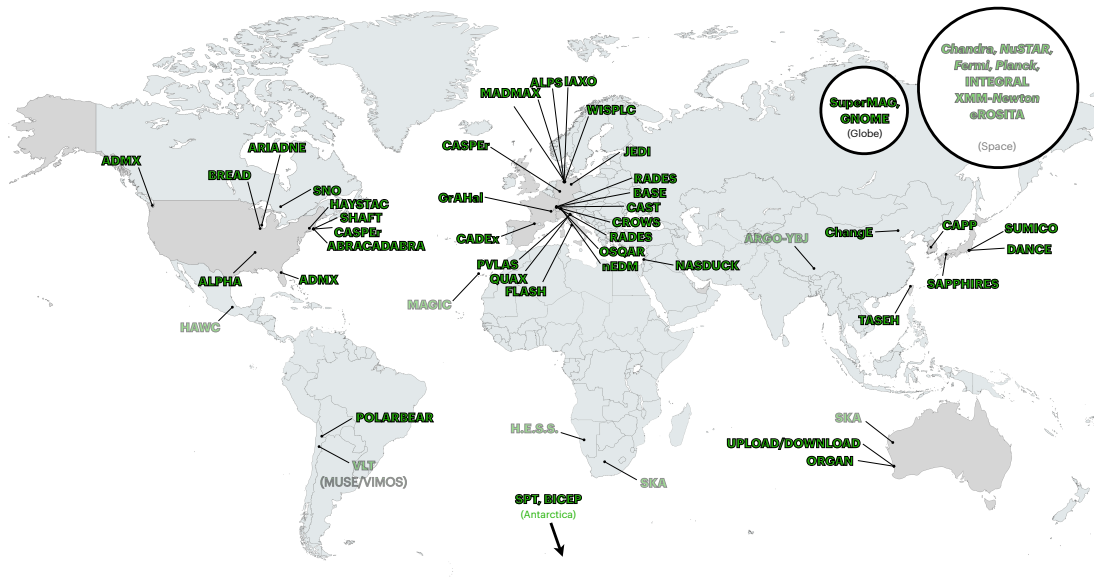 Chandra, NuSTAR,
Fermi, Planck,
INTEGRAL
XMM-Newton
eROSITA
(Space)
SuperMAG,
GNOME
(Globe)
ALPS IAXO
MADMAX
WISPLC
CASPEr
JEDI
GrAHal
RADES
BASE
CAST
CROWS
RADES
OSQAR
nEDM
CADEx
PVLAS
QUAX
FLASH
NASDUCK
MAGIC
ARIADNE
ADMX
BREAD
SNO
HAYSTAC
SHAFT
CASPEr
ABRACADABRA
ALPHA
ADMX
HAWC
ARGO-YBJ
ChangE
CAPP
SUMICO
DANCE
SAPPHIRES
TASEH
POLARBEAR
VLT
(MUSE/VIMOS)
H.E.S.S.
SKA
SKA
UPLOAD/DOWNLOAD
ORGAN
SPT, BICEP
(Antarctica)